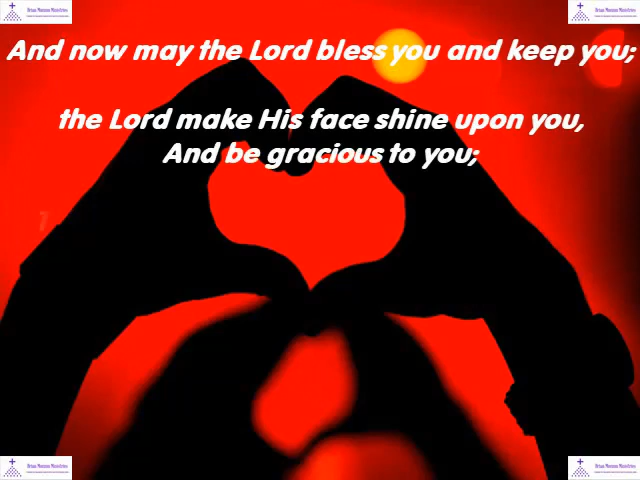 And now may the Lord bless you and keep you;
the Lord make His face shine upon you,
And be gracious to you;